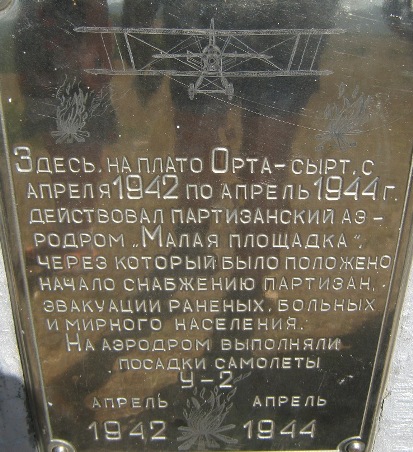 Здесь, на плато Орта-сырт, с
апреля 1942 по апрель 1944 г.
действовал партизанский аэ-
родром „Малая площадка",
через который было положено
начало снабжению партизан,
эвакуации раненых, больных
и мирного населения.
На аэродром выполняли
посадки самолеты
У-2
апрель апрель
1942 1944